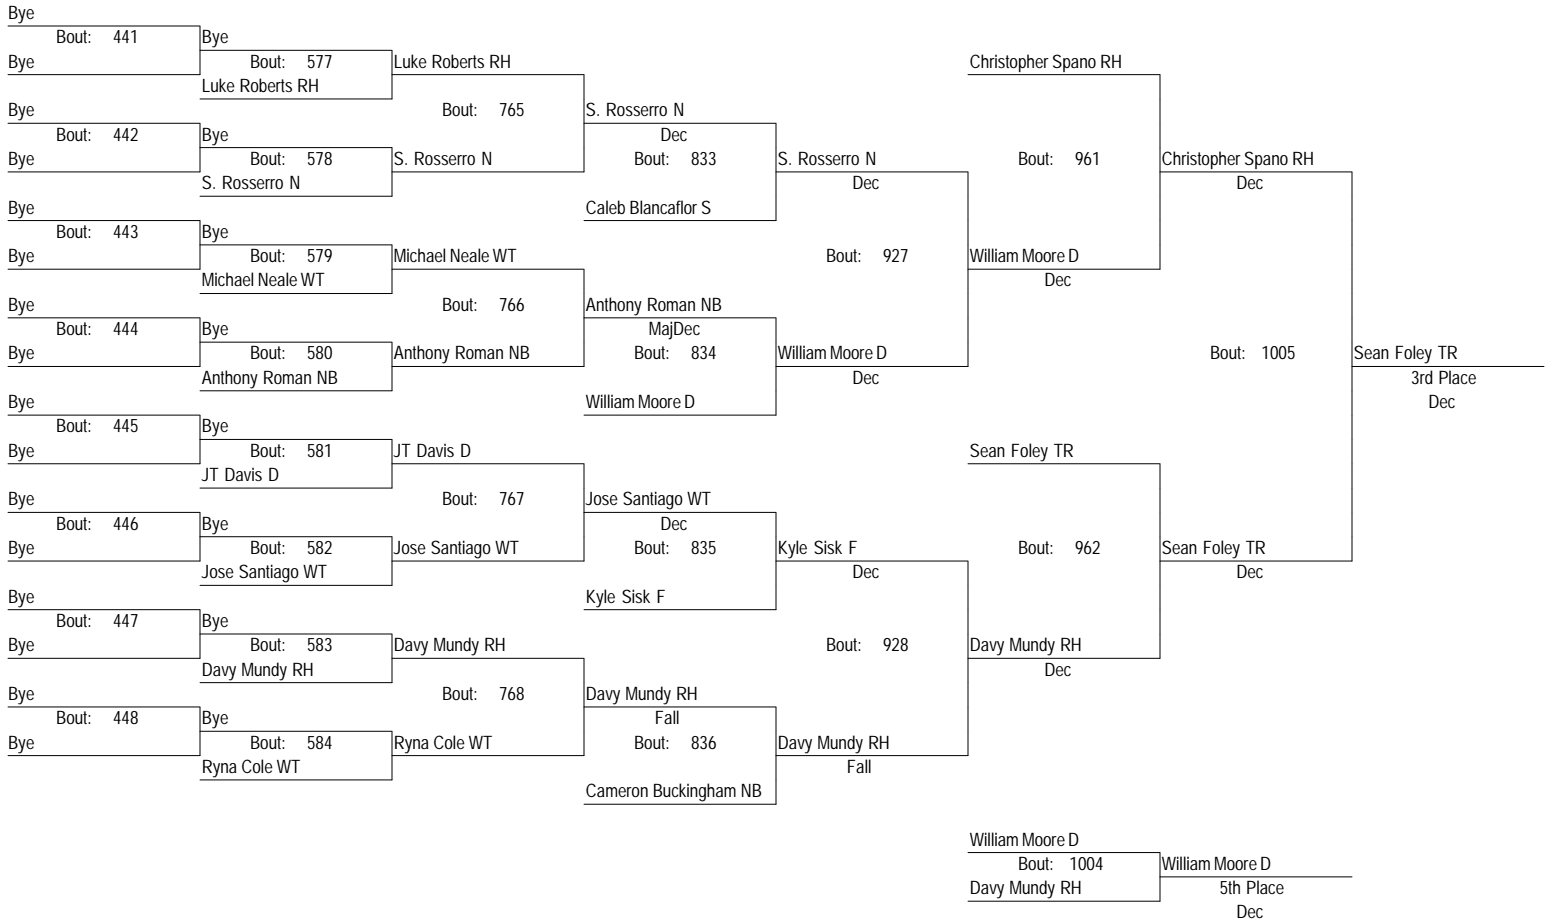 Bye
Bout: 441 Bye
Bye Bout: 577 Luke Roberts RH Christopher Spano RH
Luke Roberts RH
Bye Bout: 765 S. Rosserro N
Bout: 442 Bye Dec
Bye Bout: 578 S. Rosserro N Bout: 833 S. Rosserro N Bout: 961 Christopher Spano RH
S. Rosserro N Dec Dec
Bye Caleb Blancaflor S
Bout: 443 Bye
Bye Bout: 579 Michael Neale WT Bout: 927 William Moore D
Michael Neale WT Dec
Bye Bout: 766 Anthony Roman NB
Bout: 444 Bye MajDec
Bye Bout: 580 Anthony Roman NB Bout: 834 William Moore D Bout: 1005 Sean Foley TR
Anthony Roman NB Dec 3rd Place
Bye William Moore D Dec
Bout: 445 Bye
Bye Bout: 581 JT Davis D Sean Foley TR
JT Davis D
Bye Bout: 767 Jose Santiago WT
Bout: 446 Bye Dec
Bye Bout: 582 Jose Santiago WT Bout: 835 Kyle Sisk F Bout: 962 Sean Foley TR
Jose Santiago WT Dec Dec
Bye Kyle Sisk F
Bout: 447 Bye
Bye Bout: 583 Davy Mundy RH Bout: 928 Davy Mundy RH
Davy Mundy RH Dec
Bye Bout: 768 Davy Mundy RH
Bout: 448 Bye Fall
Bye Bout: 584 Ryna Cole WT Bout: 836 Davy Mundy RH
Ryna Cole WT Fall
Cameron Buckingham NB
William Moore D
Bout: 1004 William Moore D
Davy Mundy RH 5th Place
Dec